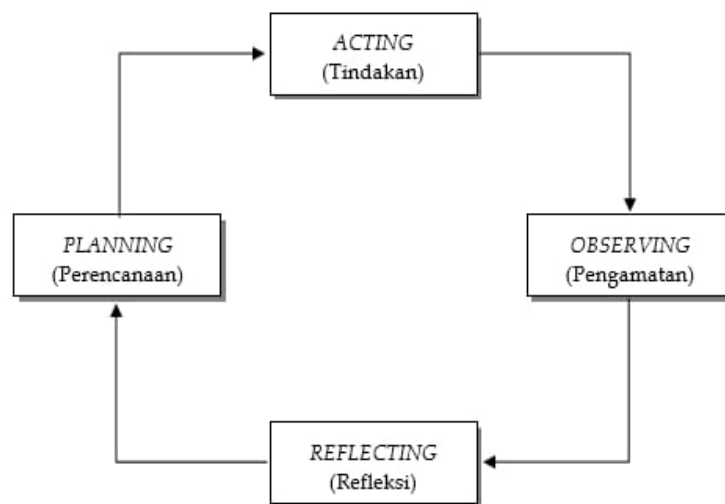 ACTING
(Tindakan)
PLANNING
(Perencanaan)
OBSERVING
(Pengamatan)
REFLECTING
(Refleksi)